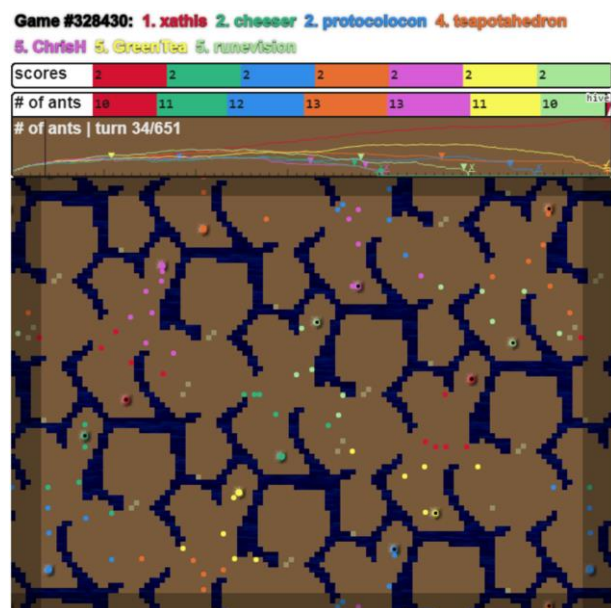 Game #328430: 1. xathis 2. cheeser 2. protocolocon 4. teapotahedron
5. ChrisH 5. GreenTea 5. runevision
scores 2 2 2 2 2 2 2
# of ants 10 11 12 13 13 11 10 hive
# of ants | turn 34/651